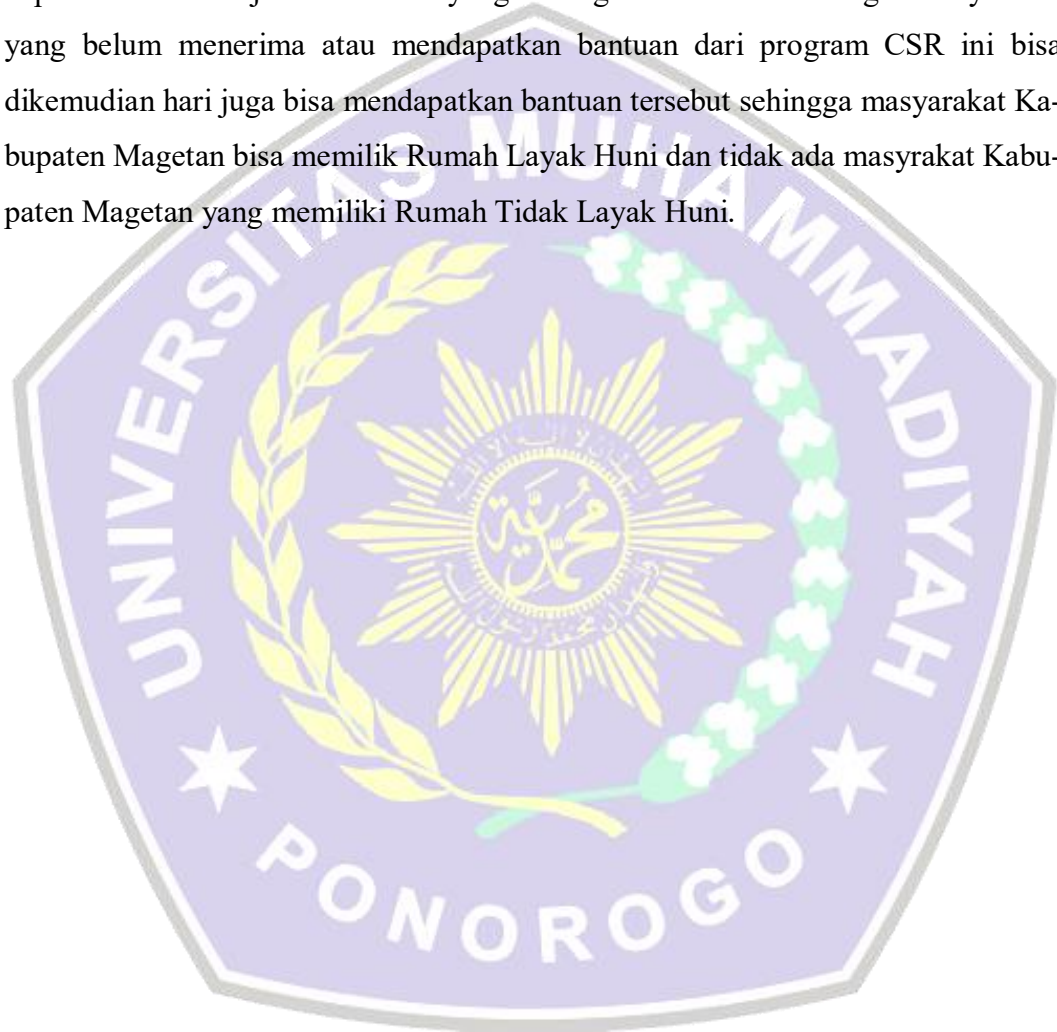 yang belum menerima atau mendapatkan bantuan dari program CSR ini bisa
dikemudian hari juga bisa mendapatkan bantuan tersebut sehingga masyarakat Ka-
bupaten Magetan bisa memilik Rumah Layak Huni dan tidak ada masyrakat Kabu-
paten Magetan yang memiliki Rumah Tidak Layak Huni.
UNIVERSITAS MUHAMMADIYAH
PONOROGO